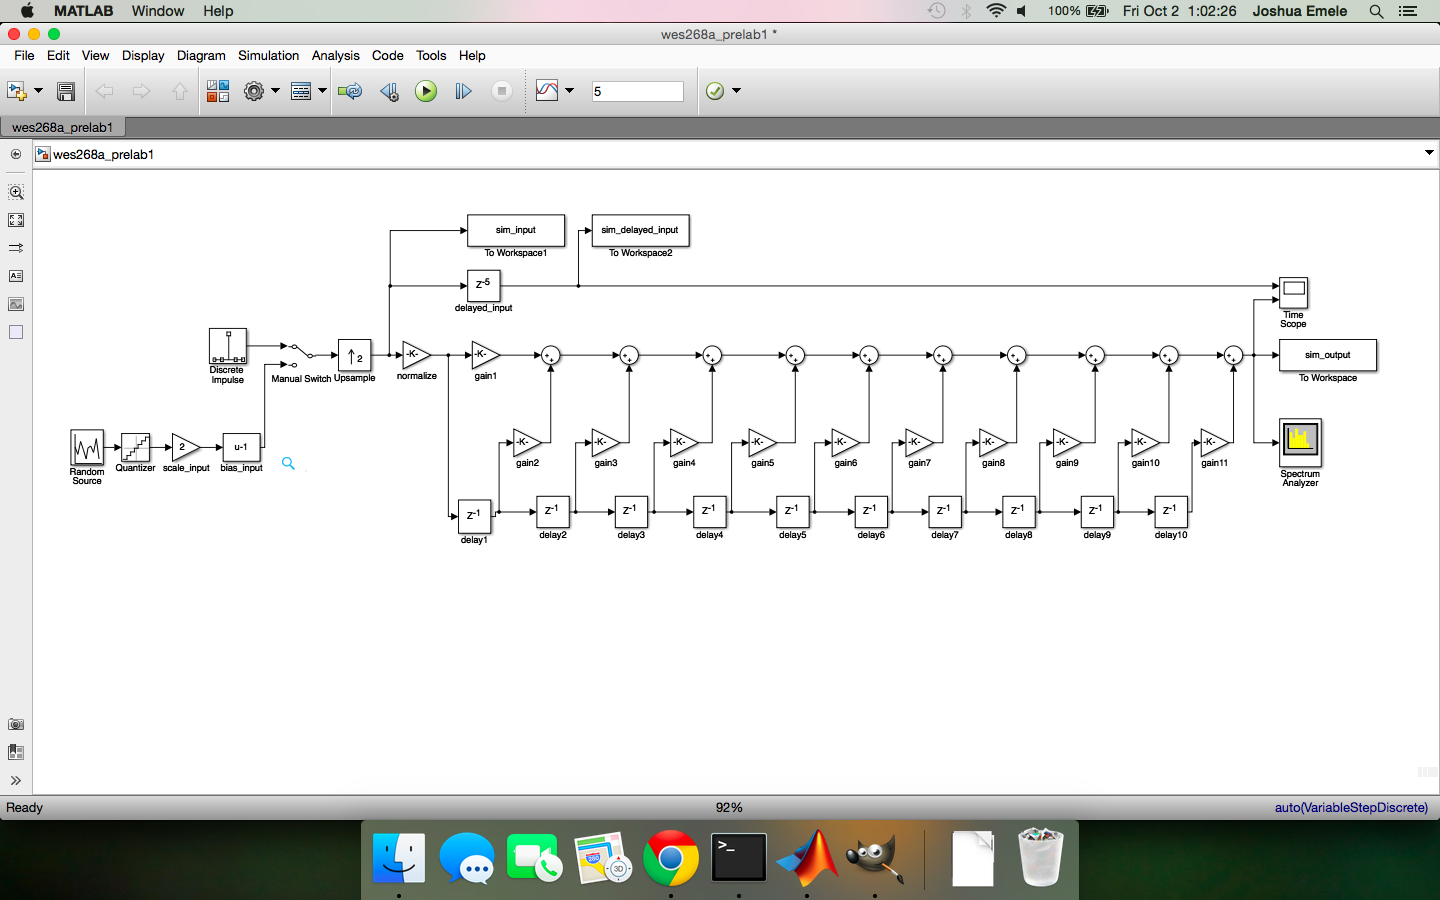 MATLAB Window Help 100% Fri Oct 2 1:02:26 Joshua Emele
wes268a_prelab1 *
File Edit View Display Diagram Simulation Analysis Code Tools Help
5
wes268a_prelab1
wes268a_prelab1
sim_input sim_delayed_input
To Workspace1 To Workspace2
z-5
delayed_input
Time
Scope
Discrete
Impulse
Manual Switch
2
Upsample
-K-
normalize
-K-
gain1
sim_output
To Workspace
Random
Source
Quantizer
2
scale_input
u-1
bias_input
-K- -K- -K- -K- -K- -K- -K- -K- -K- -K-
gain2 gain3 gain4 gain5 gain6 gain7 gain8 gain9 gain10 gain11
Spectrum
Analyzer
z-1 z-1 z-1 z-1 z-1 z-1 z-1 z-1 z-1 z-1
delay1 delay2 delay3 delay4 delay5 delay6 delay7 delay8 delay9 delay10
Ready 92% auto(VariableStepDiscrete)
280
3D
>_